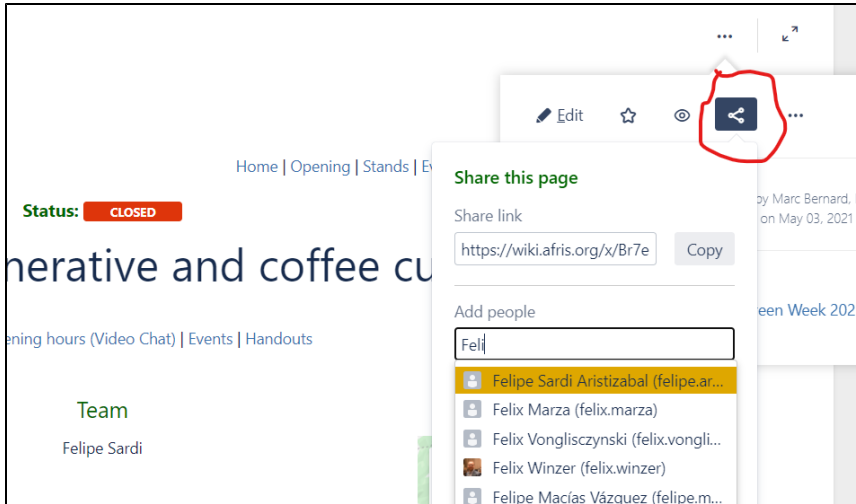 Edit
Home | Opening | Stands | Ev
Share this page
by Marc Bernard,
on May 03, 2021
Status: CLOSED
Share link
https://wiki.afris.org/x/Br7e
Copy
nerative and coffee cu
Add people
een Week 202
ening hours (Video Chat) | Events | Handouts
Feli
Felipe Sardi Aristizabal (felipe.ar...
Team
Felix Marza (felix.marza)
Felipe Sardi
Felix Vonglisczynski (felix.vongli...
Felix Winzer (felix.winzer)
Felipe Macías Vázquez (felipe.m...